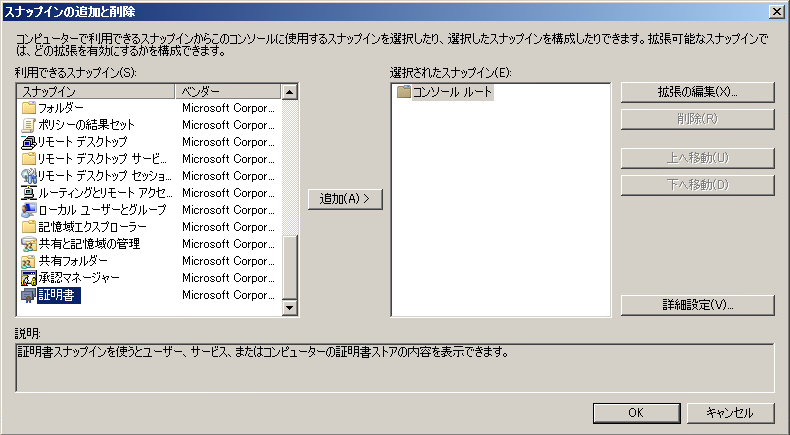 スナップインの追加と削除
コンピューターで利用できるスナップインからこのコンソールに使用するスナップインを選択したり、選択したスナップインを構成したりできます。拡張可能なスナップインで
は、どの拡張を有効にするかを構成できます。
利用できるスナップイン(S):
スナップイン ベンダー
フォルダー Microsoft Corpor...
ポリシーの結果セット Microsoft Corpor...
リモート デスクトップ Microsoft Corpor...
リモート デスクトップ サービ... Microsoft Corpor...
リモート デスクトップ セッショ... Microsoft Corpor...
ルーティングとリモート アクセ... Microsoft Corpor...
ローカル ユーザーとグループ Microsoft Corpor...
記憶域エクスプローラー Microsoft Corpor...
共有と記憶域の管理 Microsoft Corpor...
共有フォルダー Microsoft Corpor...
承認マネージャー Microsoft Corpor...
証明書 Microsoft Corpor...
追加(A) >
選択されたスナップイン(E):
コンソール ルート
拡張の編集(X)...
削除(R)
上へ移動(U)
下へ移動(D)
詳細設定(V)...
説明:
証明書スナップインを使うとユーザー、サービス、またはコンピューターの証明書ストアの内容を表示できます。
OK
キャンセル